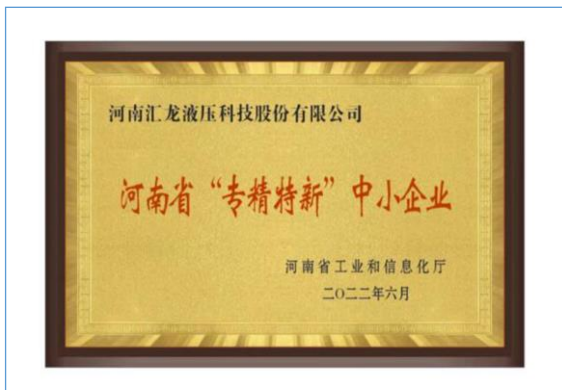 河南汇龙液压科技股份有限公司
河南省“专精特新”中小企业
河南省工业和信息化厅
二〇二二年六月